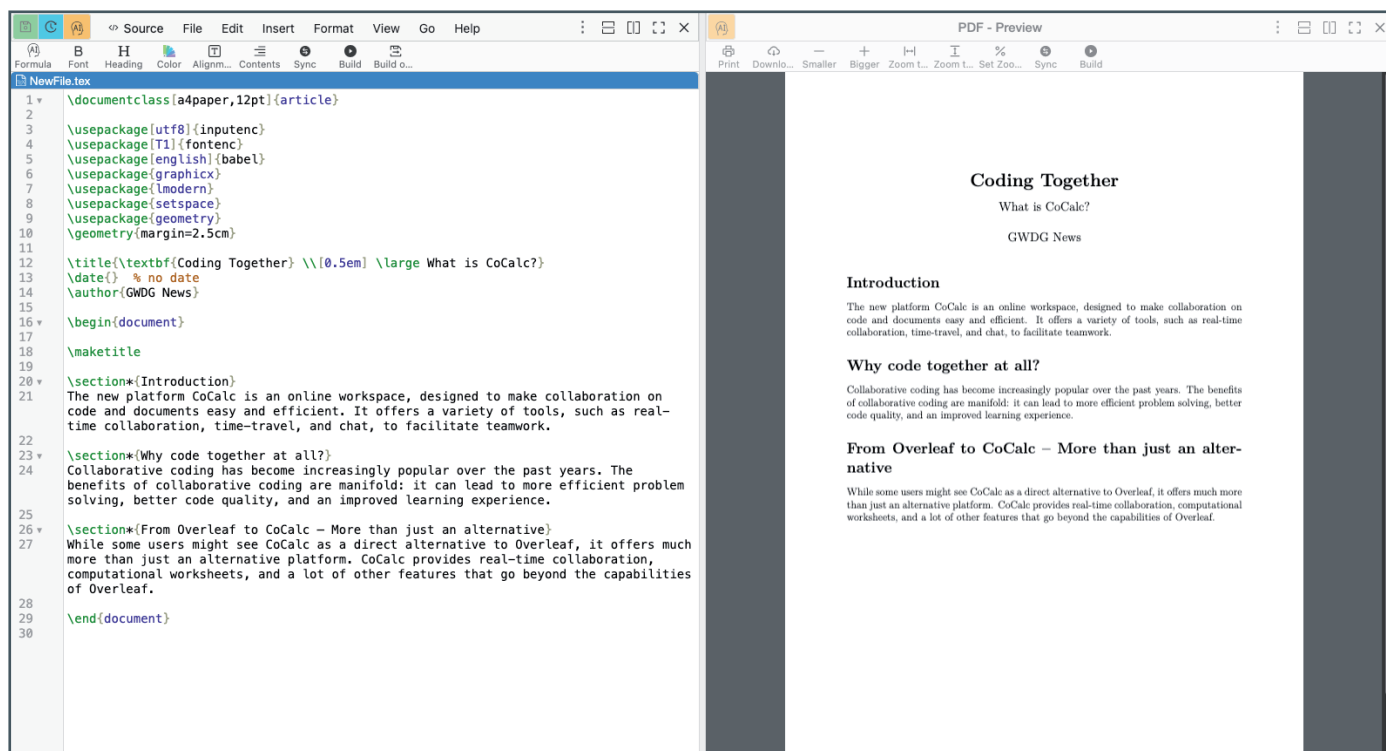 Source File Edit Insert Format View Go Help
Formula Font Heading Color Alignm... Contents Sync Build Build o...
NewFile.tex
1 \documentclass[a4paper,12pt]{article}
2
3 \usepackage[utf8]{inputenc}
4 \usepackage[T1]{fontenc}
5 \usepackage[english]{babel}
6 \usepackage{graphicx}
7 \usepackage{lmodern}
8 \usepackage{setspace}
9 \usepackage{geometry}
10 \geometry{margin=2.5cm}
11
12 \title{\textbf{Coding Together} \\[0.5em] \large What is CoCalc?}
13 \date{}  % no date
14 \author{GWDG News}
15
16 \begin{document}
17
18 \maketitle
19
20 \section*{Introduction}
21 The new platform CoCalc is an online workspace, designed to make collaboration on
code and documents easy and efficient. It offers a variety of tools, such as real-
time collaboration, time-travel, and chat, to facilitate teamwork.
22
23 \section*{Why code together at all?}
24 Collaborative coding has become increasingly popular over the past years. The
benefits of collaborative coding are manifold: it can lead to more efficient problem
solving, better code quality, and an improved learning experience.
25
26 \section*{From Overleaf to CoCalc – More than just an alternative}
27 While some users might see CoCalc as a direct alternative to Overleaf, it offers much
more than just an alternative platform. CoCalc provides real-time collaboration,
computational worksheets, and a lot of other features that go beyond the capabilities
of Overleaf.
28
29 \end{document}
30
PDF - Preview
Print Downlo... Smaller Bigger Zoom t... Zoom t... Set Zoo... Sync Build
Coding Together
What is CoCalc?
GWDG News
Introduction
The new platform CoCalc is an online workspace, designed to make collaboration on
code and documents easy and efficient. It offers a variety of tools, such as real-time
collaboration, time-travel, and chat, to facilitate teamwork.
Why code together at all?
Collaborative coding has become increasingly popular over the past years. The benefits
of collaborative coding are manifold: it can lead to more efficient problem solving, better
code quality, and an improved learning experience.
From Overleaf to CoCalc – More than just an alter-
native
While some users might see CoCalc as a direct alternative to Overleaf, it offers much more
than just an alternative platform. CoCalc provides real-time collaboration, computational
worksheets, and a lot of other features that go beyond the capabilities of Overleaf.